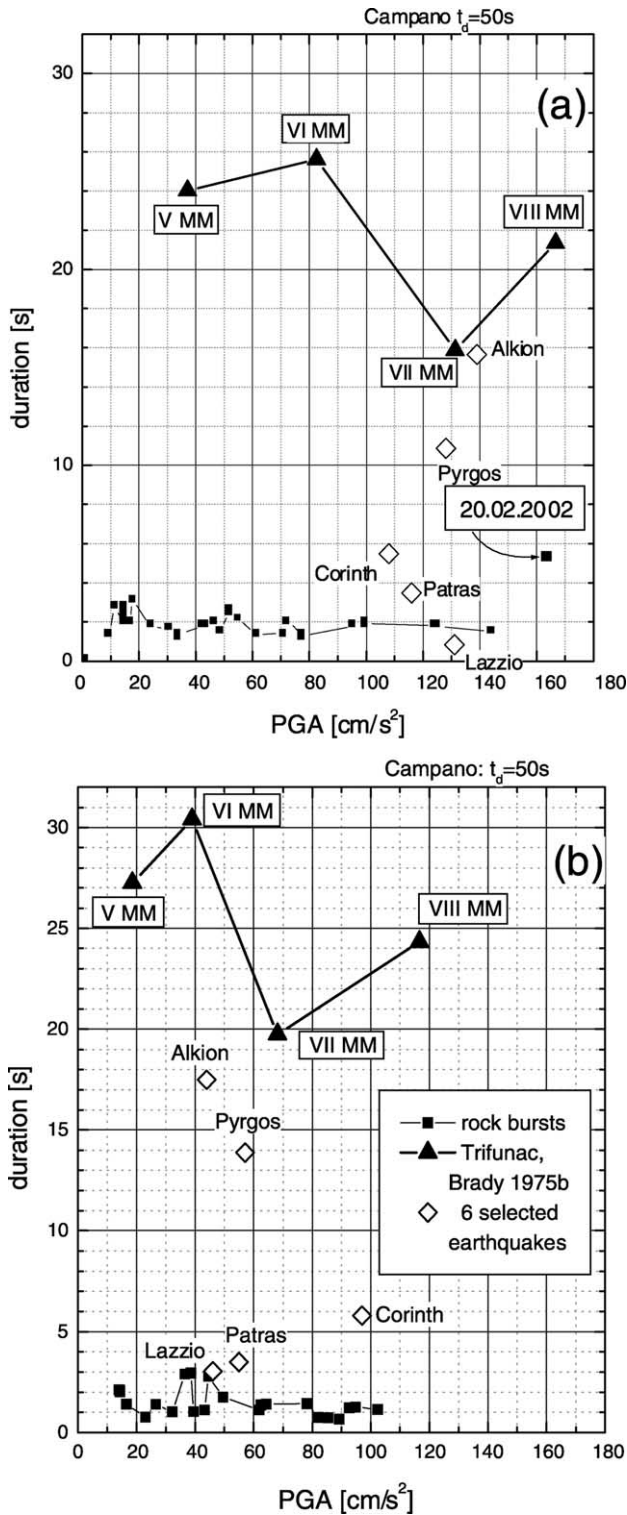 Campano t_d=50s
(a)
30
20
10
0
duration [s]
VI MM
V MM
VIII MM
VII MM
Alkion
Pyrgos
20.02.2002
Corinth
Patras
Lazzio
0 20 40 60 80 100 120 140 160 180
PGA [cm/s²]
Campano: t_d=50s
(b)
30
25
20
15
10
5
0
duration [s]
VI MM
V MM
VIII MM
VII MM
Alkion
Pyrgos
rock bursts
Trifunac,
Brady 1975b
6 selected
earthquakes
Corinth
Patras
Lazzio
0 20 40 60 80 100 120 140 160 180
PGA [cm/s²]